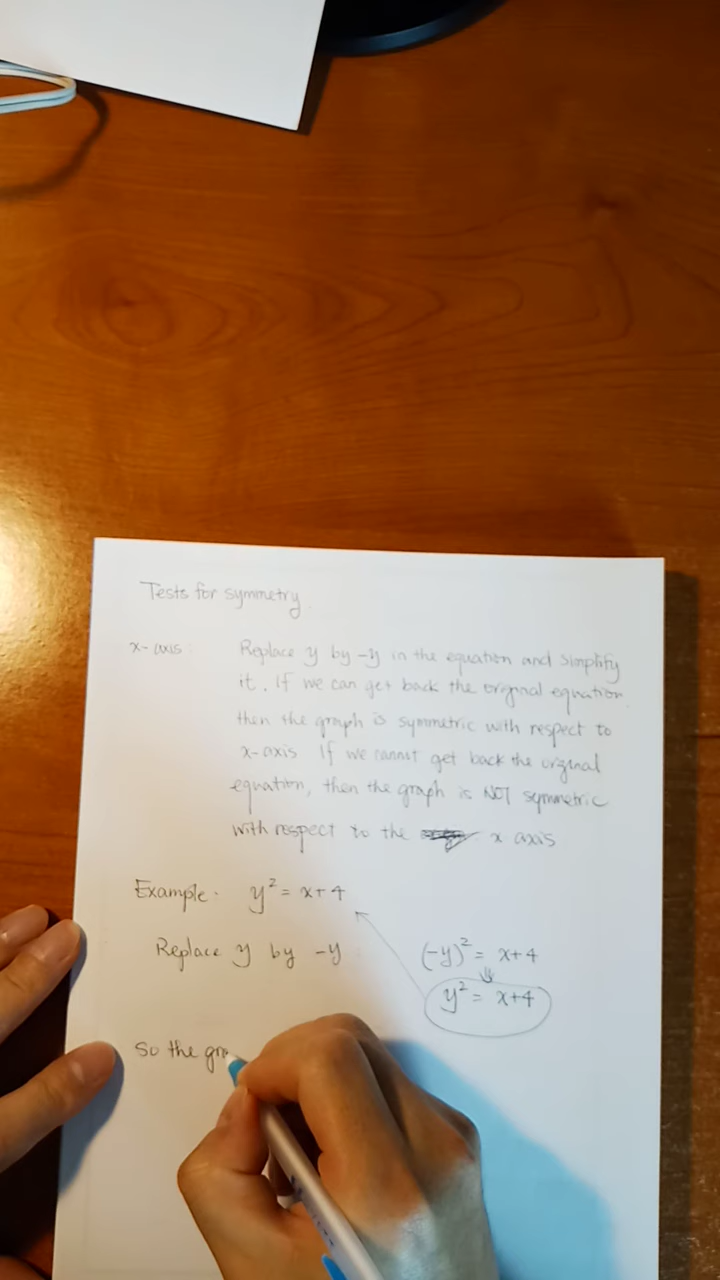 Tests for symmetry.
x-axis: Replace y by -y in the equation and simplify
it. If we can get back the original equation,
then the graph is symmetric with respect to
x-axis If we cannot get back the orginal
equation, then the graph is NOT symmetric
with respect to the x axis
Example. y² = x+4
Replace y by -y : (-y)² = x+4
y² = x+4
So the gra